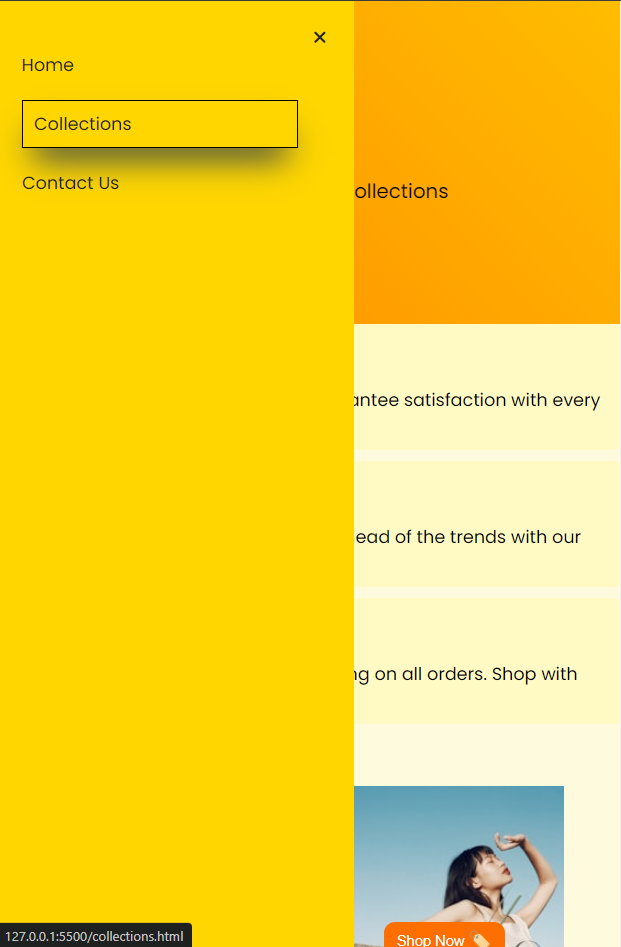 Home
Collections
Contact Us
ollections
antee satisfaction with every
ead of the trends with our
ng on all orders. Shop with
Shop Now
127.0.0.1:5500/collections.html